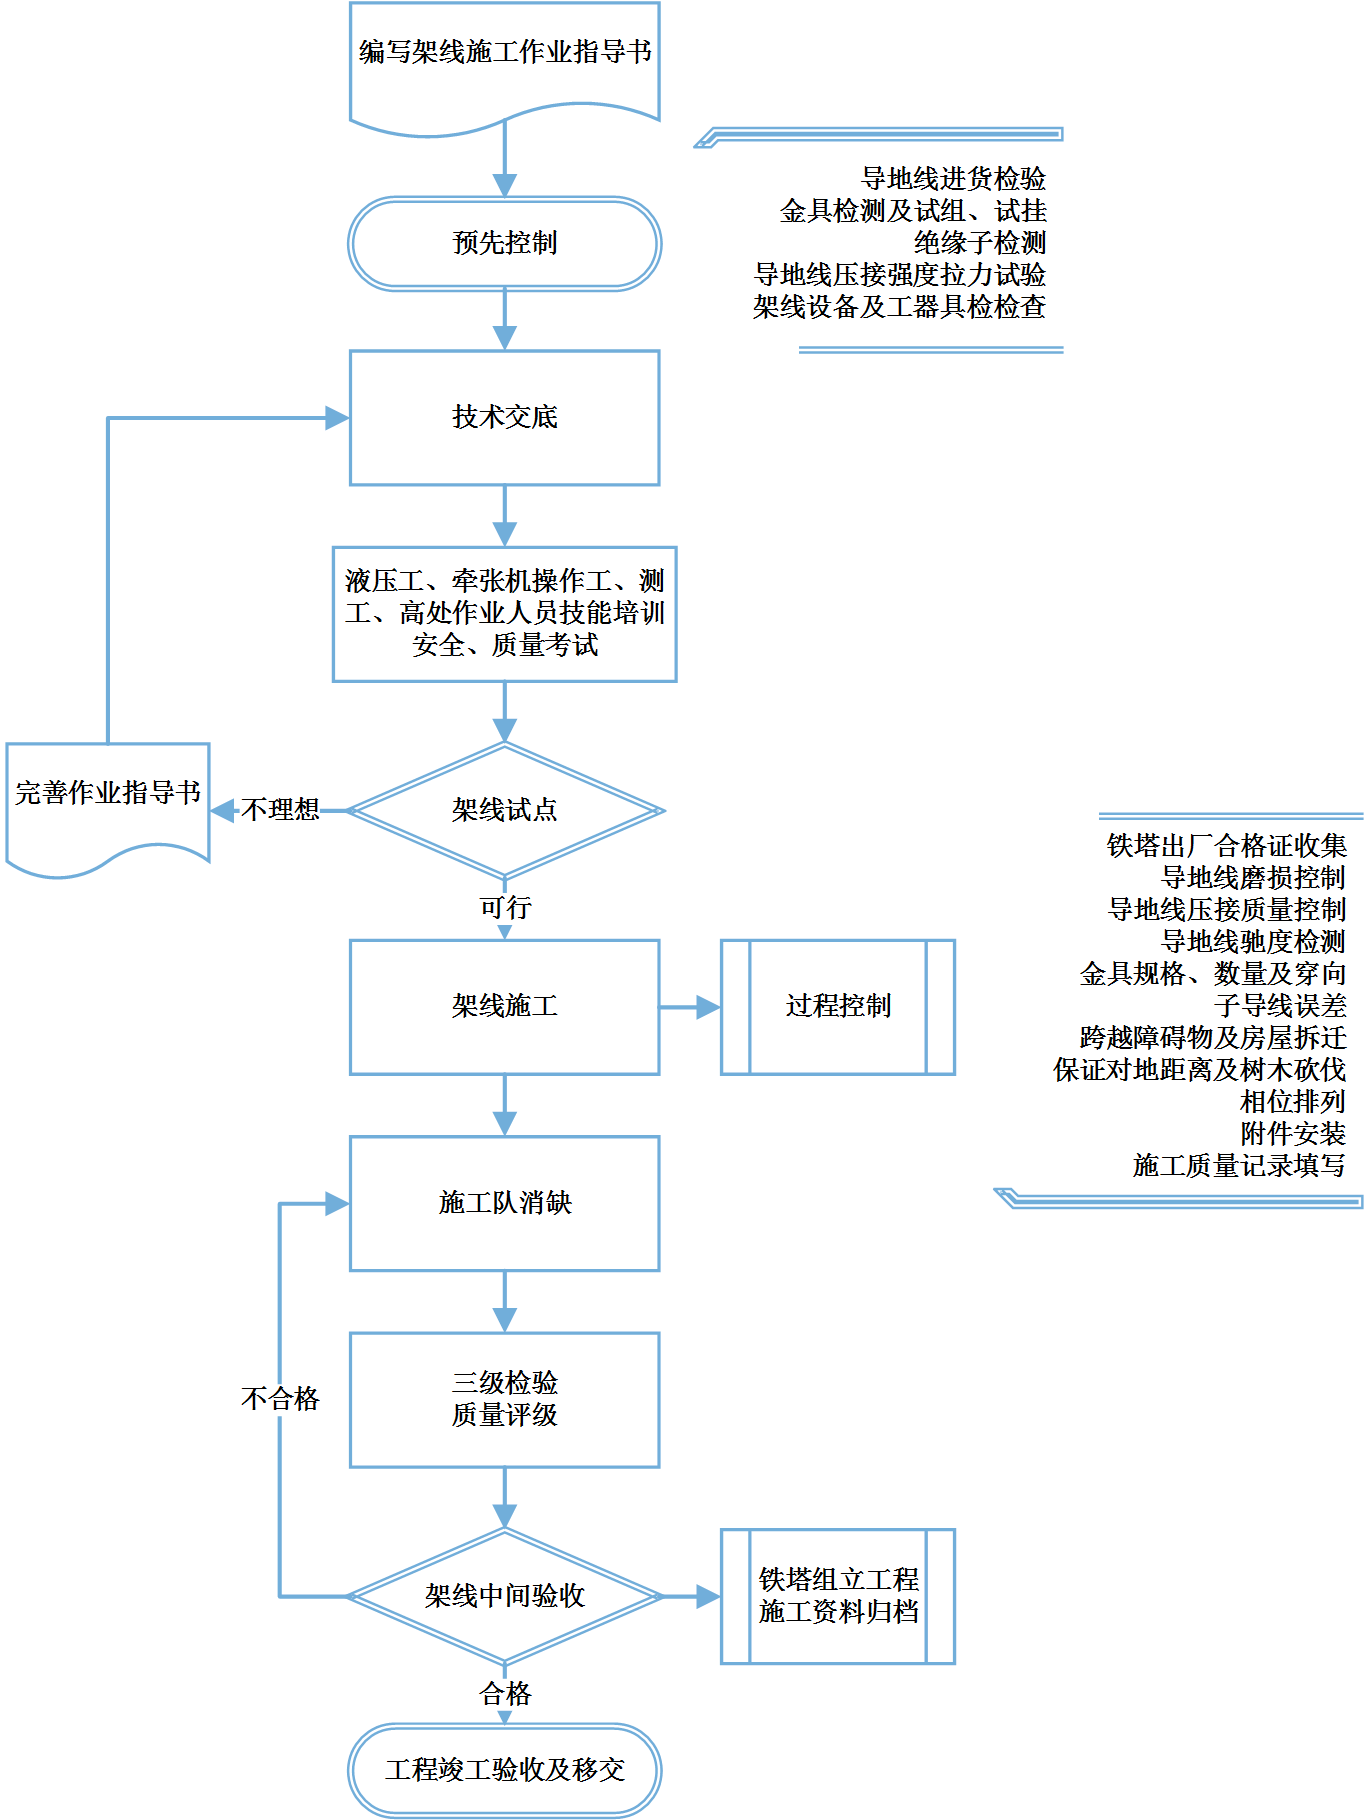 编写架线施工作业指导书
导地线进货检验
金具检测及试组、试挂
绝缘子检测
导地线压接强度拉力试验
架线设备及工器具检检查
预先控制
技术交底
液压工、牵张机操作工、测
工、高处作业人员技能培训
安全、质量考试
完善作业指导书
不理想
架线试点
可行
铁塔出厂合格证收集
导地线磨损控制
导地线压接质量控制
导地线驰度检测
金具规格、数量及穿向
子导线误差
跨越障碍物及房屋拆迁
保证对地距离及树木砍伐
相位排列
附件安装
施工质量记录填写
架线施工
过程控制
施工队消缺
不合格
三级检验
质量评级
架线中间验收
铁塔组立工程
施工资料归档
合格
工程竣工验收及移交